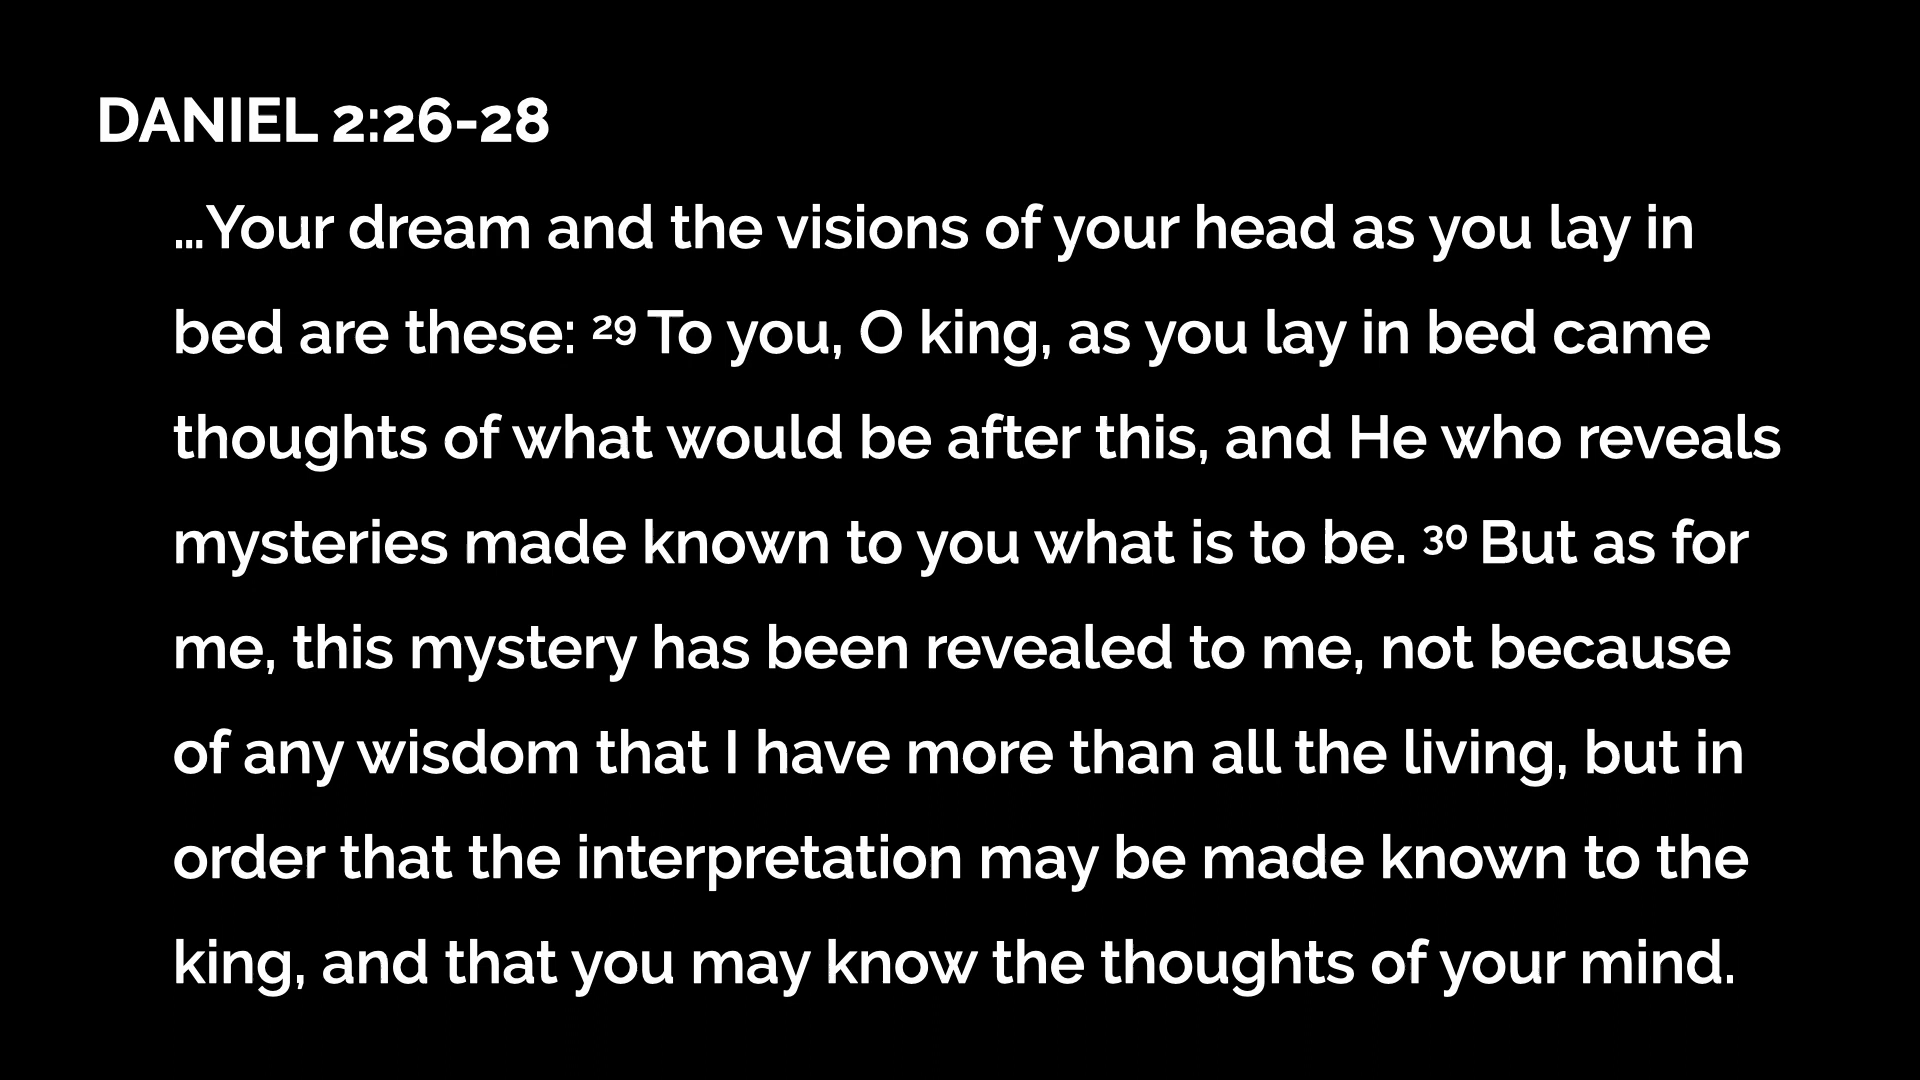 DANIEL 2:26-28
…Your dream and the visions of your head as you lay in
bed are these: 29 To you, O king, as you lay in bed came
thoughts of what would be after this, and He who reveals
mysteries made known to you what is to be. 30 But as for
me, this mystery has been revealed to me, not because
of any wisdom that I have more than all the living, but in
order that the interpretation may be made known to the
king, and that you may know the thoughts of your mind.